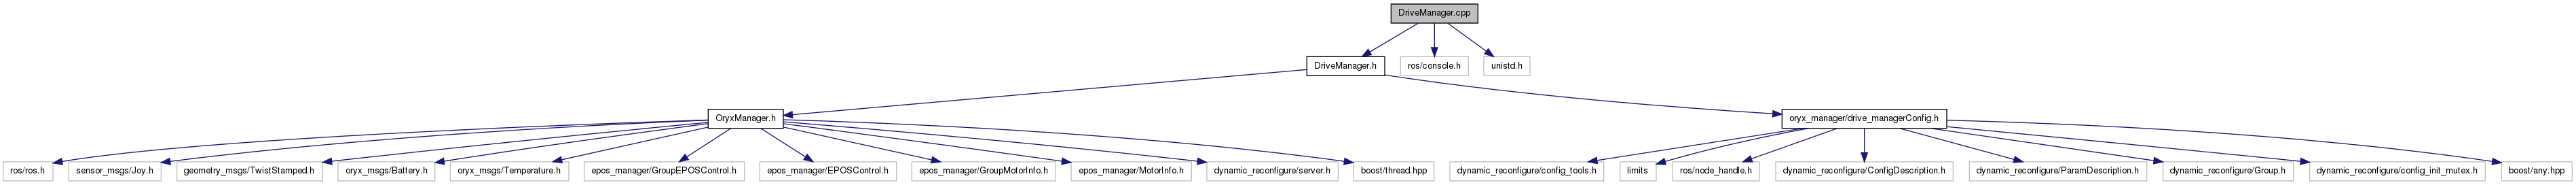 DriveManager.cpp
DriveManager.h
ros/console.h
unistd.h
OryxManager.h
oryx_manager/drive_managerConfig.h
ros/ros.h
sensor_msgs/Joy.h
geometry_msgs/TwistStamped.h
oryx_msgs/Battery.h
oryx_msgs/Temperature.h
epos_manager/GroupEPOSControl.h
epos_manager/EPOSControl.h
epos_manager/GroupMotorInfo.h
epos_manager/MotorInfo.h
dynamic_reconfigure/server.h
boost/thread.hpp
dynamic_reconfigure/config_tools.h
limits
ros/node_handle.h
dynamic_reconfigure/ConfigDescription.h
dynamic_reconfigure/ParamDescription.h
dynamic_reconfigure/Group.h
dynamic_reconfigure/config_init_mutex.h
boost/any.hpp